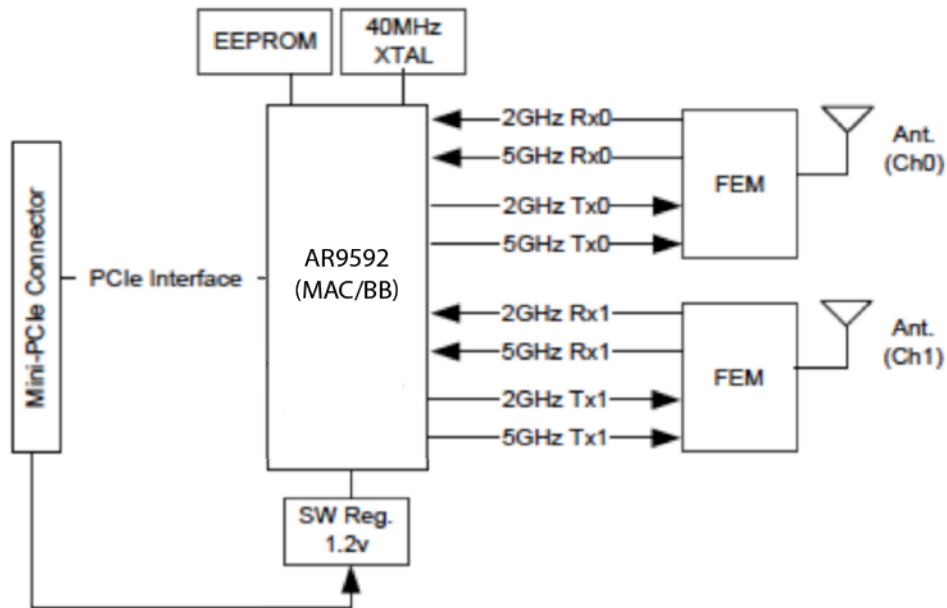 EEPROM
40MHz
XTAL
2GHz Rx0
5GHz Rx0
2GHz Tx0
5GHz Tx0
FEM
Ant.
(Ch0)
Mini-PCIe Connector
PCIe Interface
AR9592
(MAC/BB)
2GHz Rx1
5GHz Rx1
2GHz Tx1
5GHz Tx1
FEM
Ant.
(Ch1)
SW Reg.
1.2v